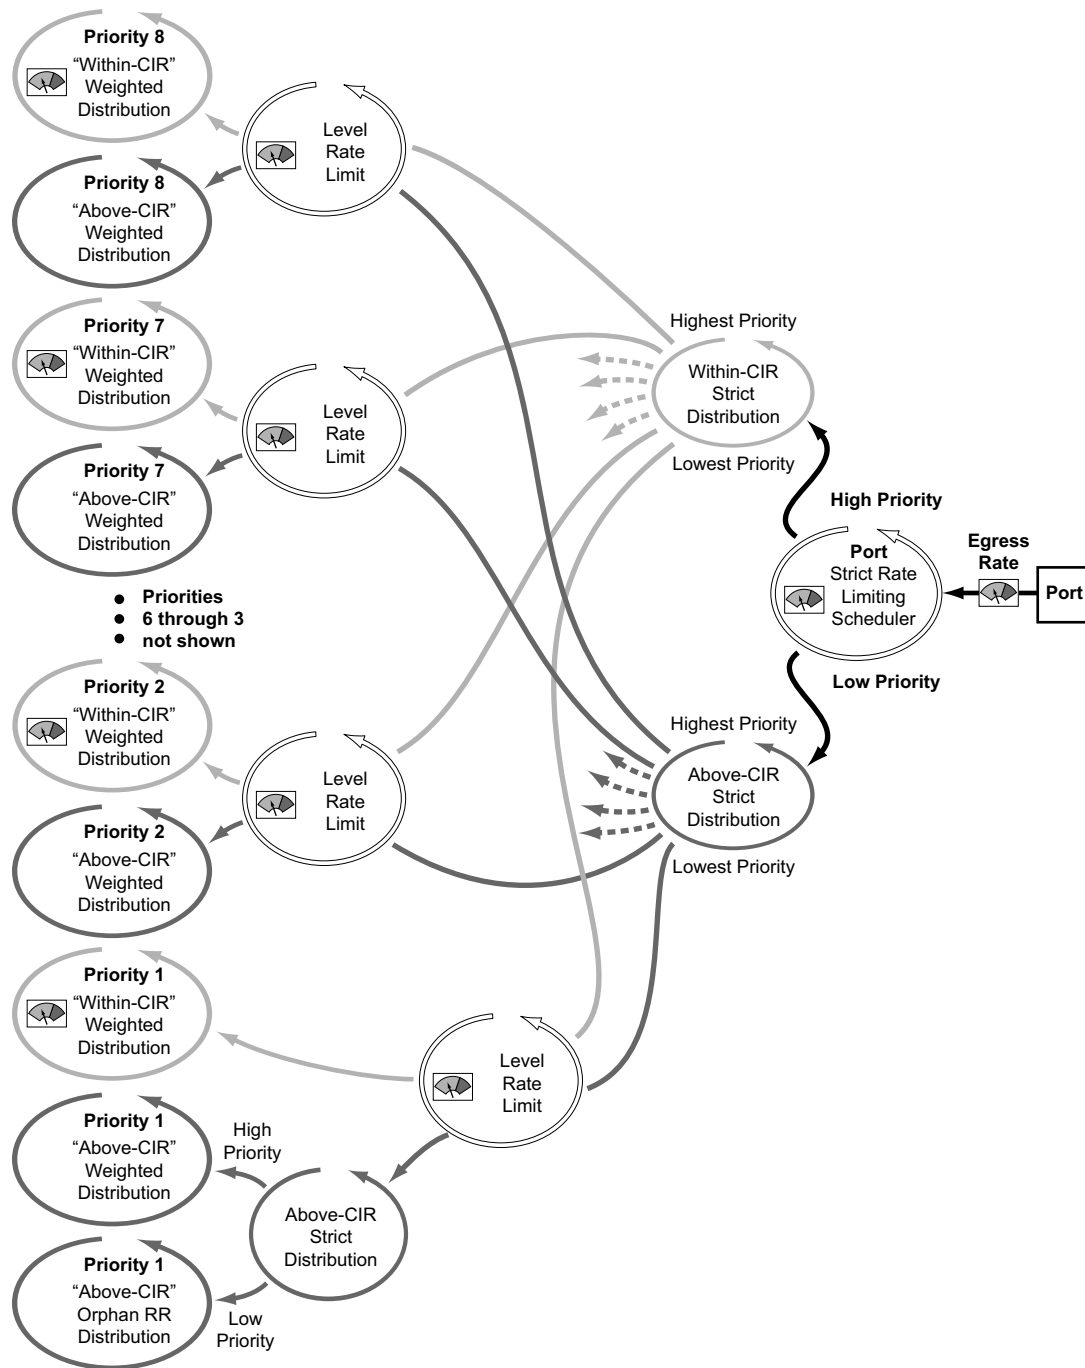 Priority 8
“Within-CIR”
Weighted
Distribution
Level
Rate
Limit
Priority 8
“Above-CIR”
Weighted
Distribution
Priority 7
“Within-CIR”
Weighted
Distribution
Level
Rate
Limit
Priority 7
“Above-CIR”
Weighted
Distribution
Highest Priority
Within-CIR
Strict
Distribution
Lowest Priority
High Priority
Port
Strict Rate
Limiting
Scheduler
Egress
Rate
Port
Low Priority
Priorities
6 through 3
not shown
Priority 2
“Within-CIR”
Weighted
Distribution
Level
Rate
Limit
Priority 2
“Above-CIR”
Weighted
Distribution
Highest Priority
Above-CIR
Strict
Distribution
Lowest Priority
Priority 1
“Within-CIR”
Weighted
Distribution
Level
Rate
Limit
Priority 1
“Above-CIR”
Weighted
Distribution
High
Priority
Above-CIR
Strict
Distribution
Priority 1
“Above-CIR”
Orphan RR
Distribution
Low
Priority